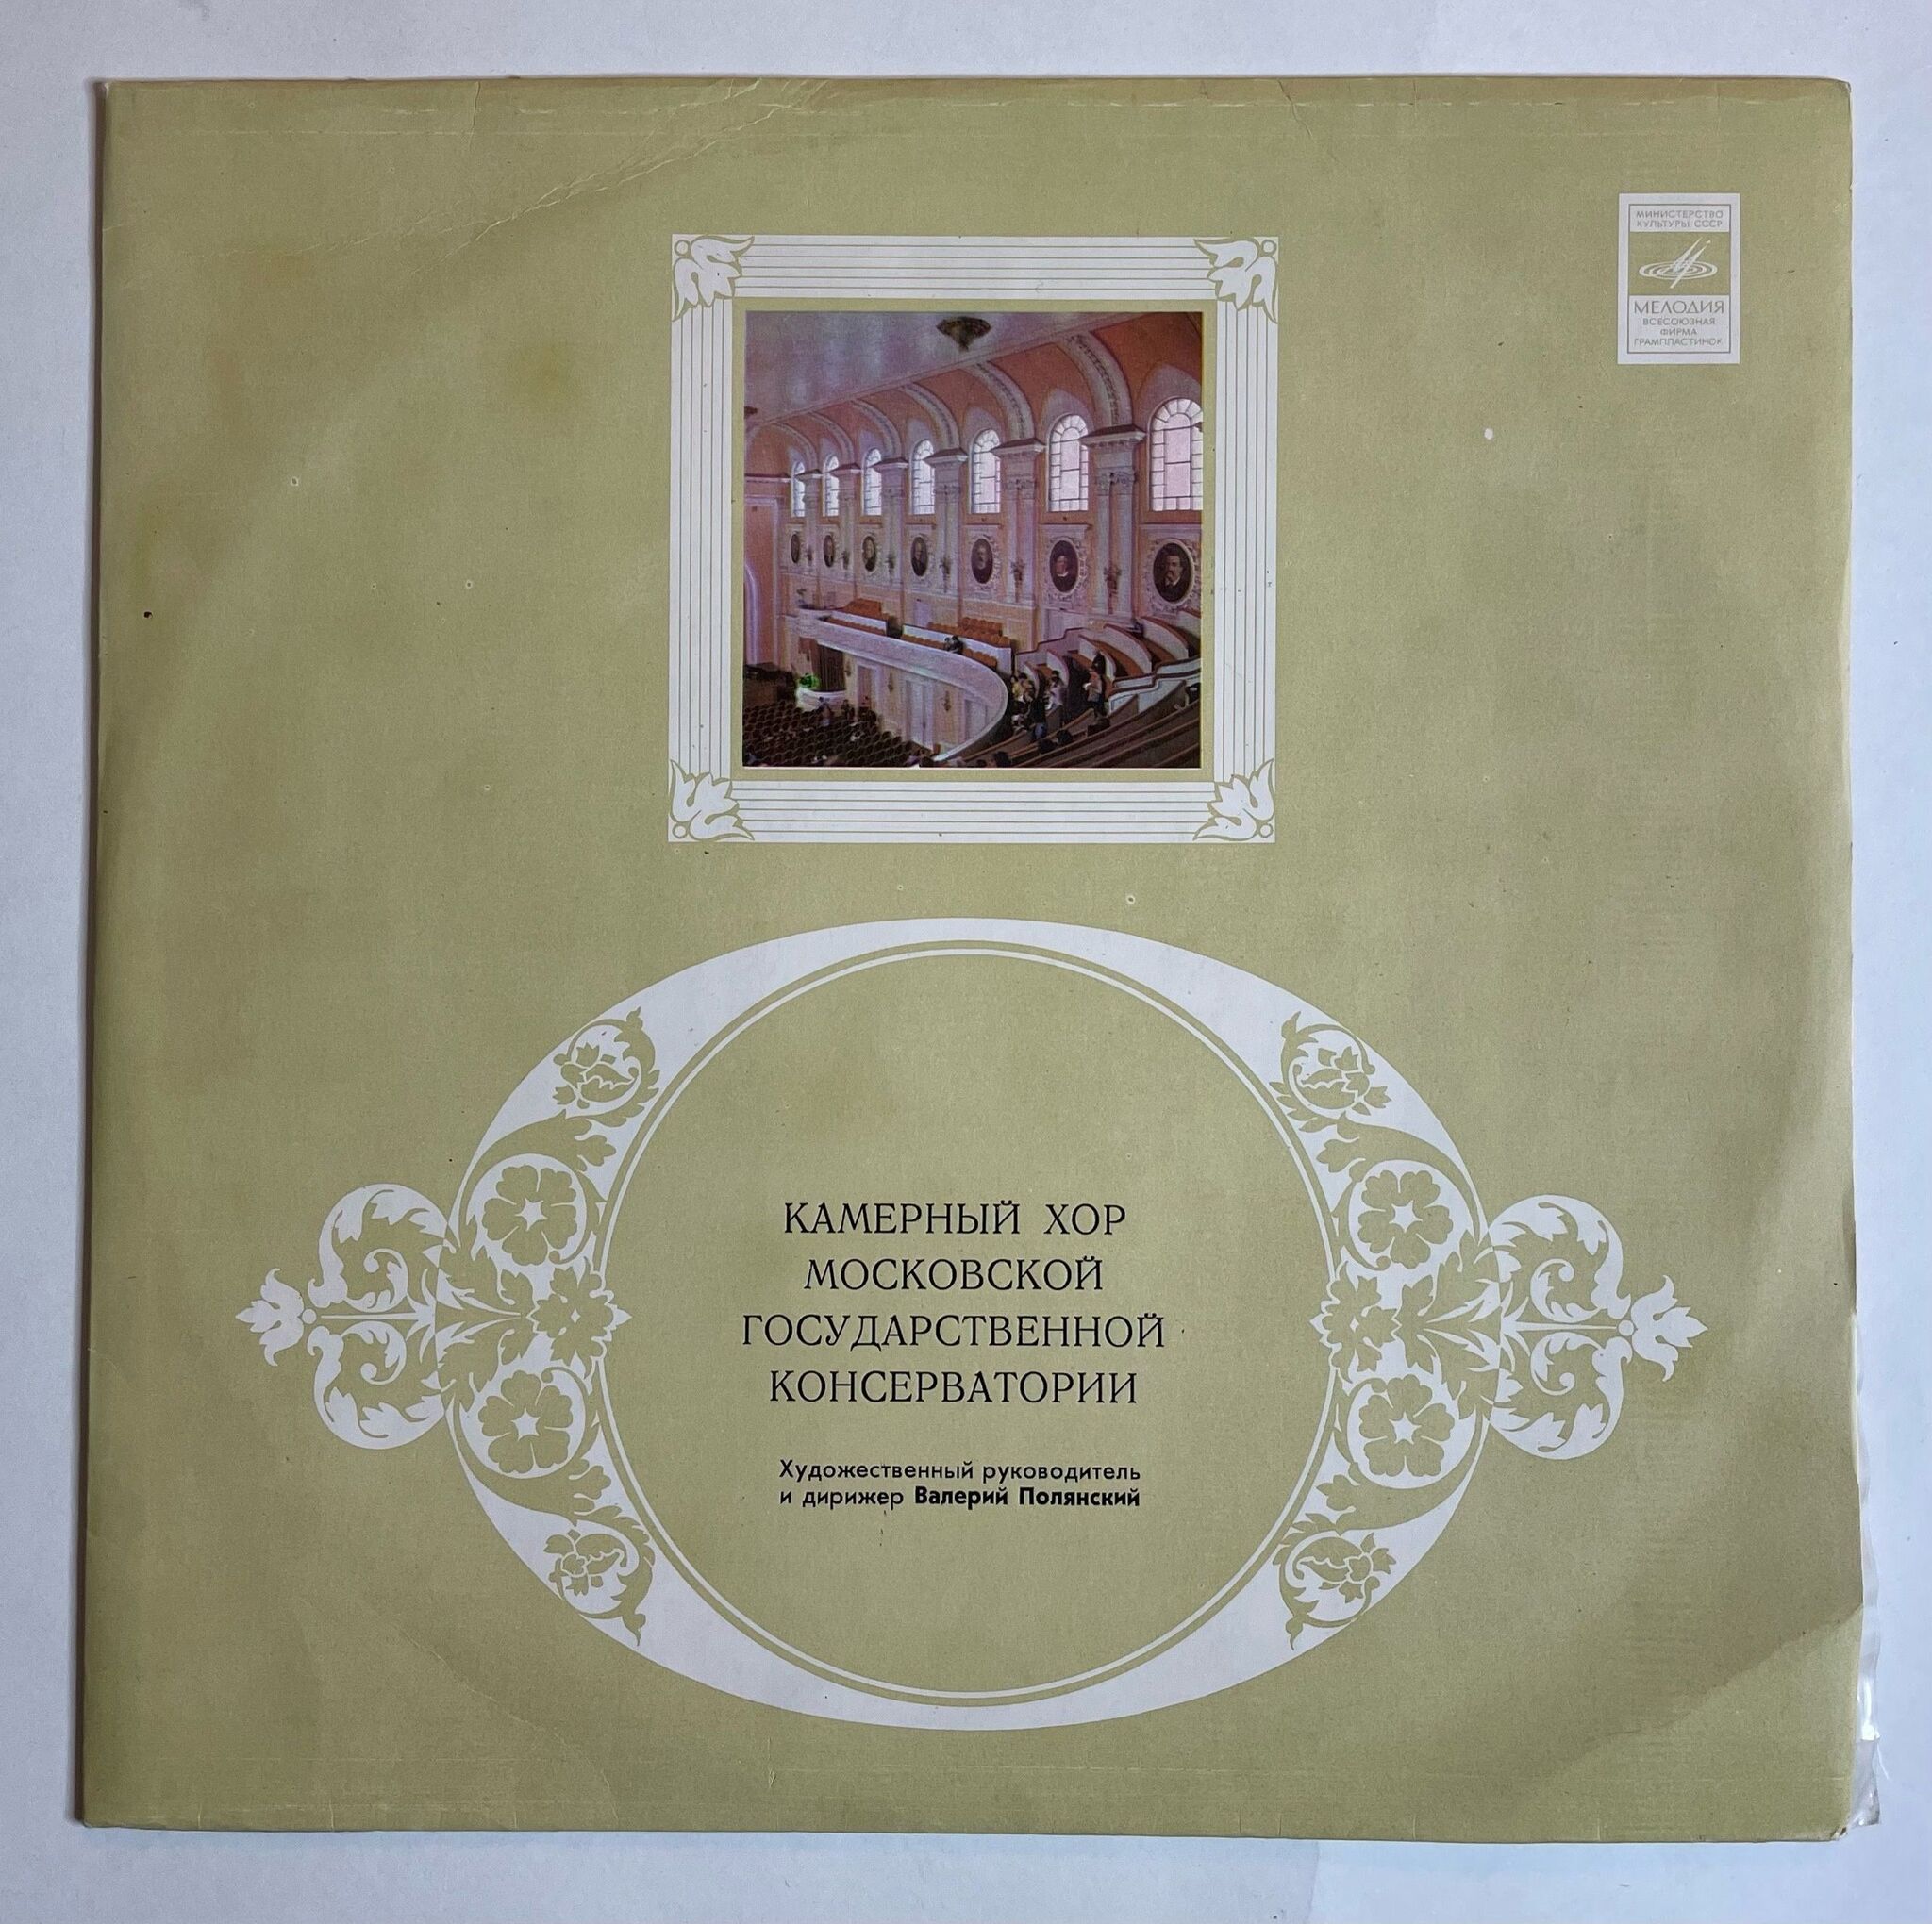 МИНИСТЕРСТВО
КУЛЬТУРЫ СССР
МЕЛОДИЯ
ВСЕСОЮЗНАЯ
ФИРМА
ГРАМПЛАСТИНОК
КАМЕРНЫЙ ХОР
МОСКОВСКОЙ
ГОСУДАРСТВЕННОЙ
КОНСЕРВАТОРИИ
Художественный руководитель
и дирижер Валерий Полянский